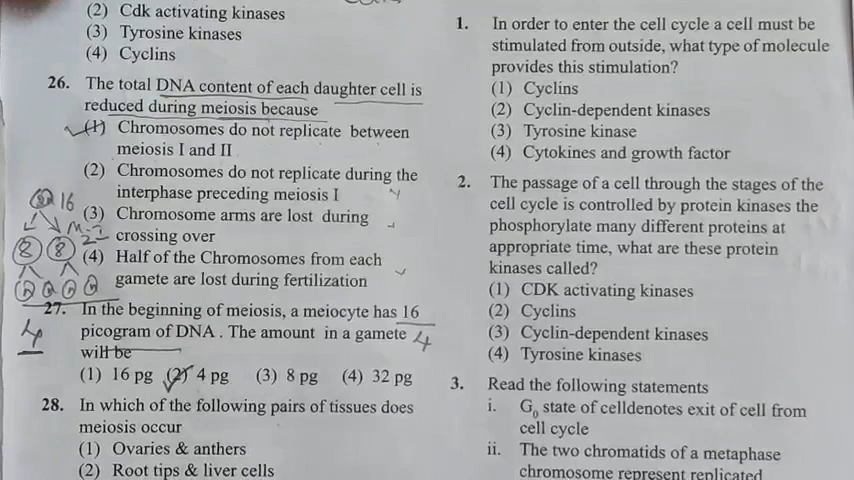 (2) Cdk activating kinases
(3) Tyrosine kinases
(4) Cyclins
26. The total DNA content of each daughter cell is
reduced during meiosis because
(1) Chromosomes do not replicate between
meiosis I and II
(2) Chromosomes do not replicate during the
interphase preceding meiosis I
(3) Chromosome arms are lost during
crossing over
(4) Half of the Chromosomes from each
gamete are lost during fertilization
16
8 8
27. In the beginning of meiosis, a meiocyte has 16
picogram of DNA . The amount in a gamete 4
will be
4
(1) 16 pg (2) 4 pg (3) 8 pg (4) 32 pg
28. In which of the following pairs of tissues does
meiosis occur
(1) Ovaries & anthers
(2) Root tips & liver cells
1. In order to enter the cell cycle a cell must be
stimulated from outside, what type of molecule
provides this stimulation?
(1) Cyclins
(2) Cyclin-dependent kinases
(3) Tyrosine kinase
(4) Cytokines and growth factor
2. The passage of a cell through the stages of the
cell cycle is controlled by protein kinases the
phosphorylate many different proteins at
appropriate time, what are these protein
kinases called?
(1) CDK activating kinases
(2) Cyclins
(3) Cyclin-dependent kinases
(4) Tyrosine kinases
3. Read the following statements
i. G₀ state of celldenotes exit of cell from
cell cycle
ii. The two chromatids of a metaphase
chromosome represent replicated